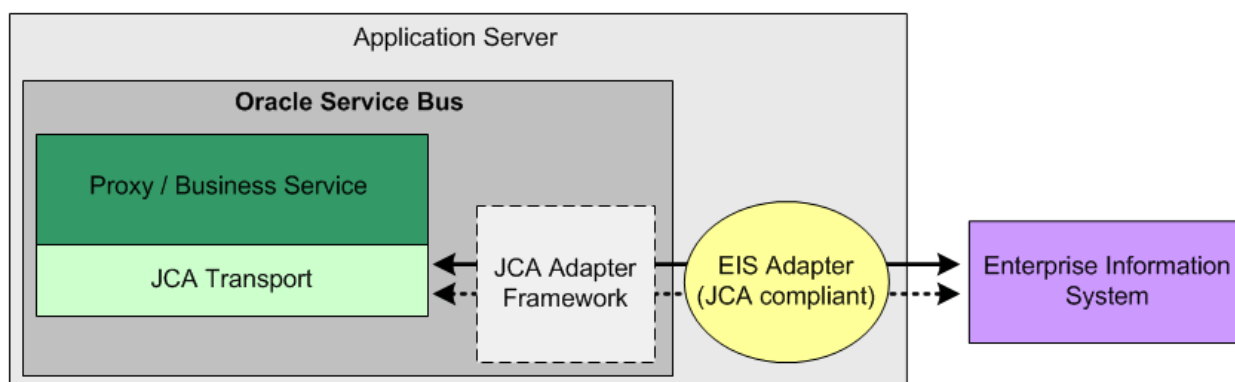 Application Server
Oracle Service Bus
Proxy / Business Service
JCA Transport
JCA Adapter
Framework
EIS Adapter
(JCA compliant)
Enterprise Information
System